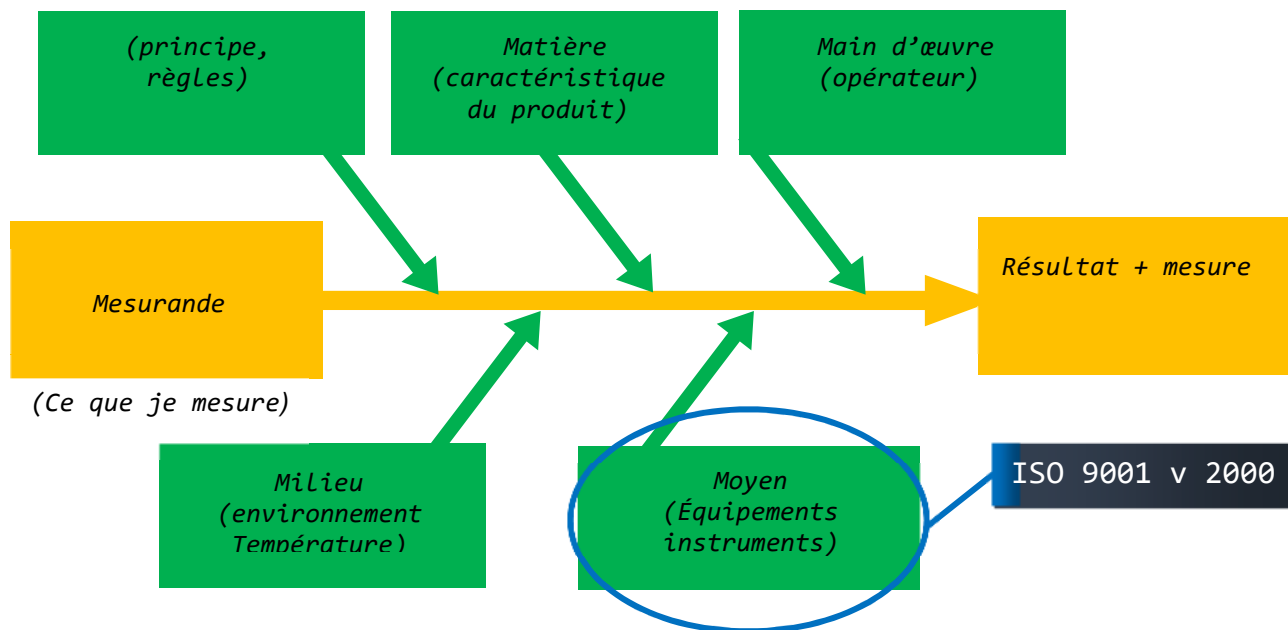 (principe,
règles)
Matière
(caractéristique
du produit)
Main d’œuvre
(opérateur)
Mesurande
Résultat + mesure
(Ce que je mesure)
Milieu
(environnement
Température)
Moyen
(Équipements
instruments)
ISO 9001 v 2000